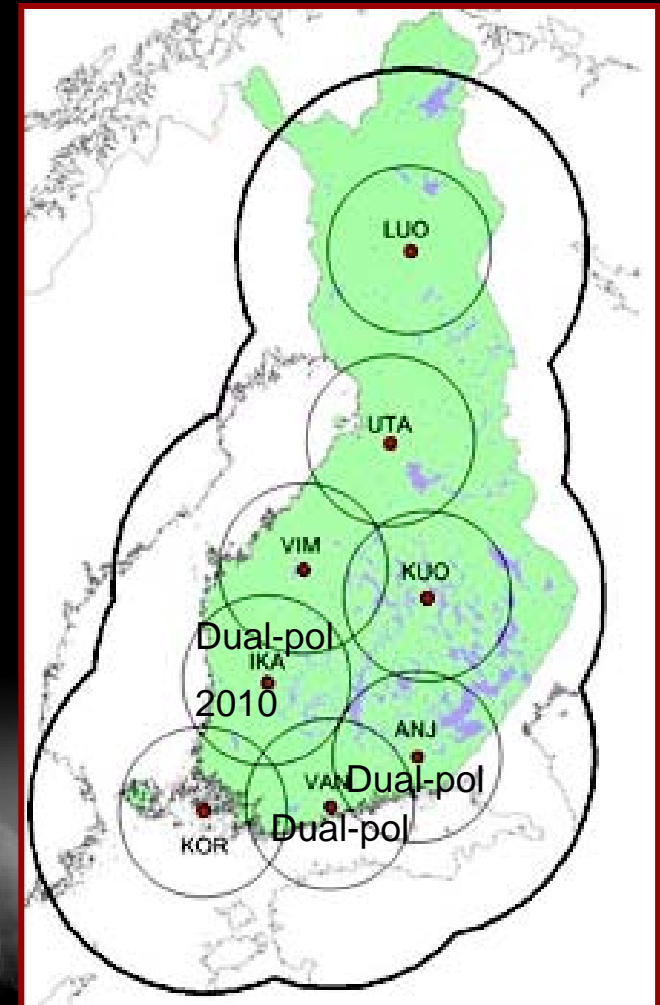 LUO
UTA
VIM
KUO
Dual-pol
IKA
2010
ANJ
VAN
Dual-pol
Dual-pol
KOR